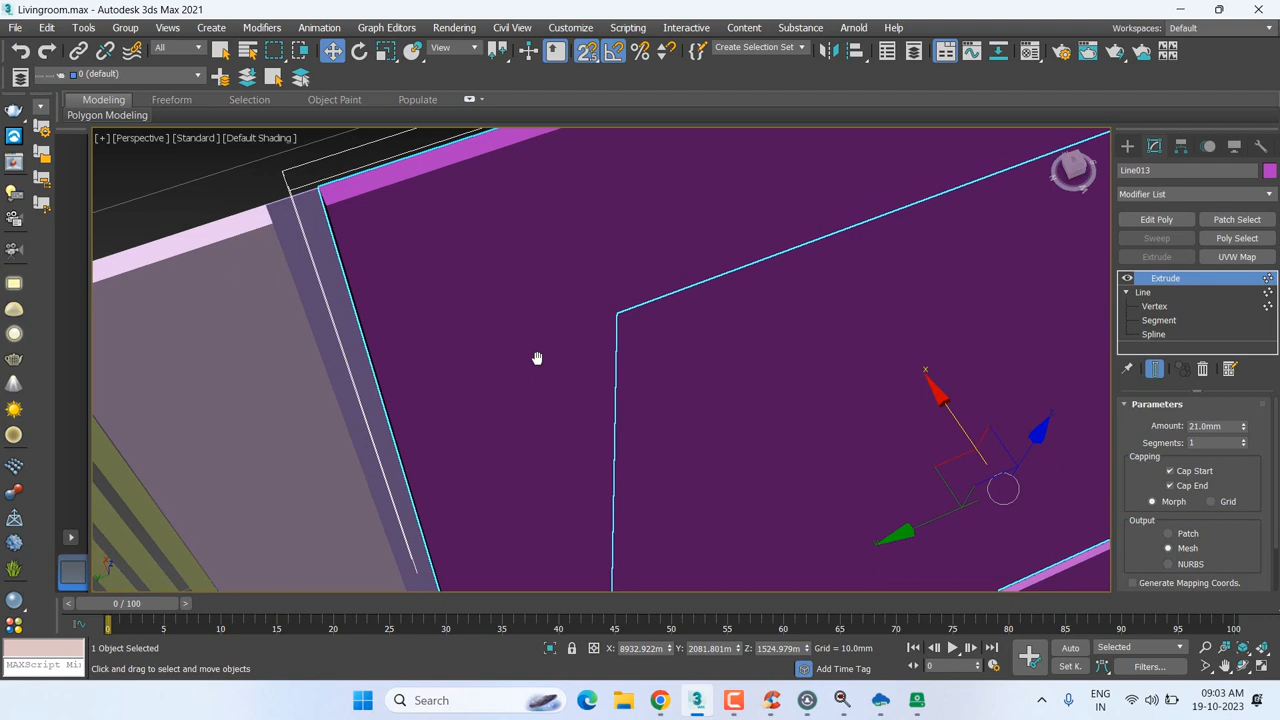 Livingroom.max - Autodesk 3ds Max 2021
File Edit Tools Group Views Create Modifiers Animation Graph Editors Rendering Civil View Customize Scripting Interactive Content Substance Arnold Help Workspaces: Default
All View Create Selection Set
0 (default)
Modeling Freeform Selection Object Paint Populate
Polygon Modeling
[+] [Perspective ] [Standard ] [Default Shading ]
Line013
Modifier List
Edit Poly Patch Select
Sweep Poly Select
Extrude UVW Map
Extrude
Line
Vertex
Segment
Spline
Parameters
Amount: 21.0mm
Segments: 1
Capping
Cap Start
Cap End
Morph Grid
Output
Patch
Mesh
NURBS
Generate Mapping Coords.
0 / 100
0 5 10 15 20 25 30 35 40 45 50 55 60 65 70 75 80 85 90 95 100
1 Object Selected X: 8932.922m Y: 2081.801m Z: 1524.979m Grid = 10.0mm Auto Selected
MAXScript Mi Click and drag to select and move objects Add Time Tag 0 Set K. Filters...
Search
ENG
IN
09:03 AM
19-10-2023